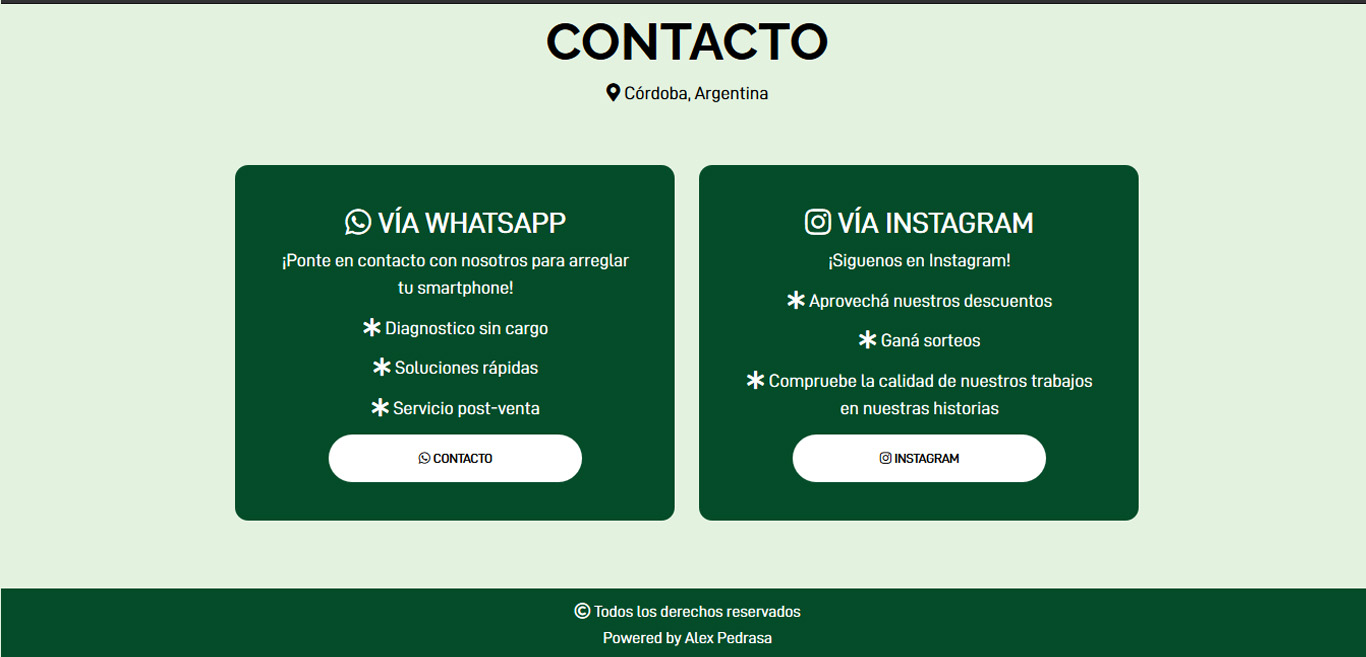 CONTACTO
Córdoba, Argentina
VÍA WHATSAPP
¡Ponte en contacto con nosotros para arreglar
tu smartphone!
Diagnostico sin cargo
Soluciones rápidas
Servicio post-venta
CONTACTO
VÍA INSTAGRAM
¡Siguenos en Instagram!
Aprovechá nuestros descuentos
Ganá sorteos
Compruebe la calidad de nuestros trabajos
en nuestras historias
INSTAGRAM
© Todos los derechos reservados
Powered by Alex Pedrasa